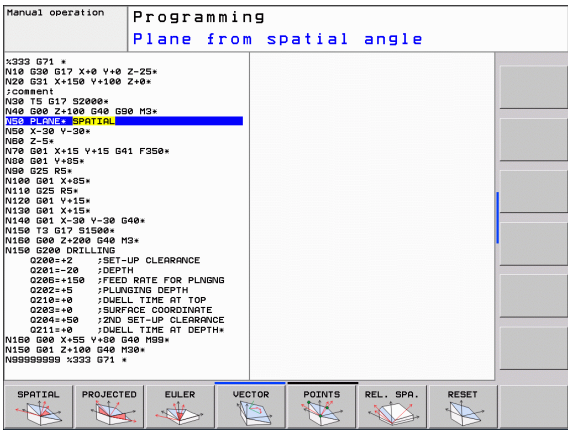 Manual operation
Programming
Plane from spatial angle
%333 G71 *
N10 G30 G17 X+0 Y+0 Z-25*
N20 G31 X+150 Y+100 Z+0*
;comment
N30 T5 G17 S2000*
N40 G00 Z+100 G40 G90 M3*
N50 PLANE* SPATIAL
N50 X-30 Y-30*
N60 Z-5*
N70 G01 X+15 Y+15 G41 F350*
N80 G01 Y+85*
N90 G25 R5*
N100 G01 X+85*
N110 G25 R5*
N120 G01 Y+15*
N130 G01 X+15*
N140 G01 X-30 Y-30 G40*
N150 T3 G17 S1500*
N160 G00 Z+200 G40 M3*
N150 G200 DRILLING
Q200=+2 ;SET-UP CLEARANCE
Q201=-20 ;DEPTH
Q206=+150 ;FEED RATE FOR PLNGNG
Q202=+5 ;PLUNGING DEPTH
Q210=+0 ;DWELL TIME AT TOP
Q203=+0 ;SURFACE COORDINATE
Q204=+50 ;2ND SET-UP CLEARANCE
Q211=+0 ;DWELL TIME AT DEPTH*
N160 G00 X+55 Y+80 G40 M99*
N150 G01 Z+100 G40 M30*
N99999999 %333 G71 *
SPATIAL PROJECTED EULER VECTOR POINTS REL. SPA. RESET